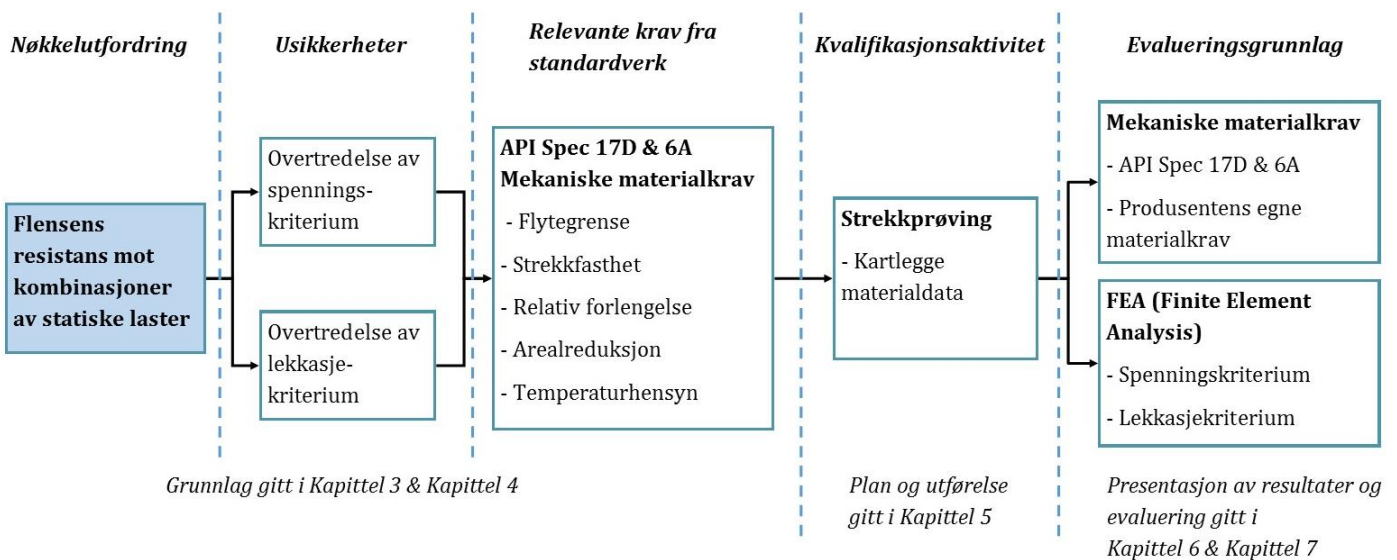 Nøkkelutfordring
Usikkerheter
Relevante krav fra
standardverk
Kvalifikasjonsaktivitet
Evalueringsgrunnlag
Flensens
resistans mot
kombinasjoner
av statiske laster
Overtredelse av
spennings-
kriterium
Overtredelse av
lekkasje-
kriterium
API Spec 17D & 6A
Mekaniske materialkrav
- Flytegrense
- Strekkfasthet
- Relativ forlengelse
- Arealreduksjon
- Temperaturhensyn
Strekkprøving
- Kartlegge
materialdata
Mekaniske materialkrav
- API Spec 17D & 6A
- Produsentens egne
materialkrav
FEA (Finite Element
Analysis)
- Spenningskriterium
- Lekkasjekriterium
Grunnlag gitt i Kapittel 3 & Kapittel 4
Plan og utførelse
gitt i Kapittel 5
Presentasjon av resultater og
evaluering gitt i
Kapittel 6 & Kapittel 7